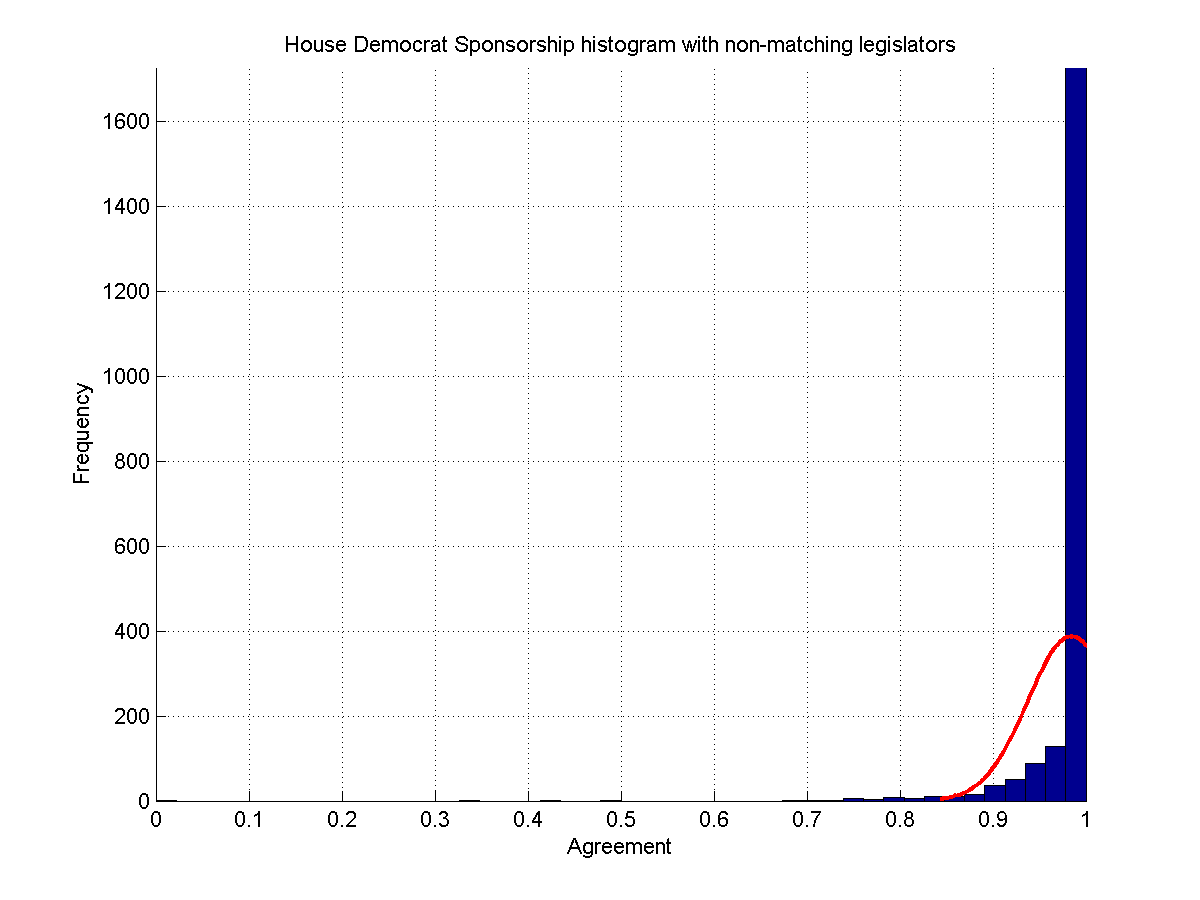 House Democrat Sponsorship histogram with non-matching legislators
1600
1400
1200
1000
800
600
400
200
0
Frequency
0 0.1 0.2 0.3 0.4 0.5 0.6 0.7 0.8 0.9 1
Agreement